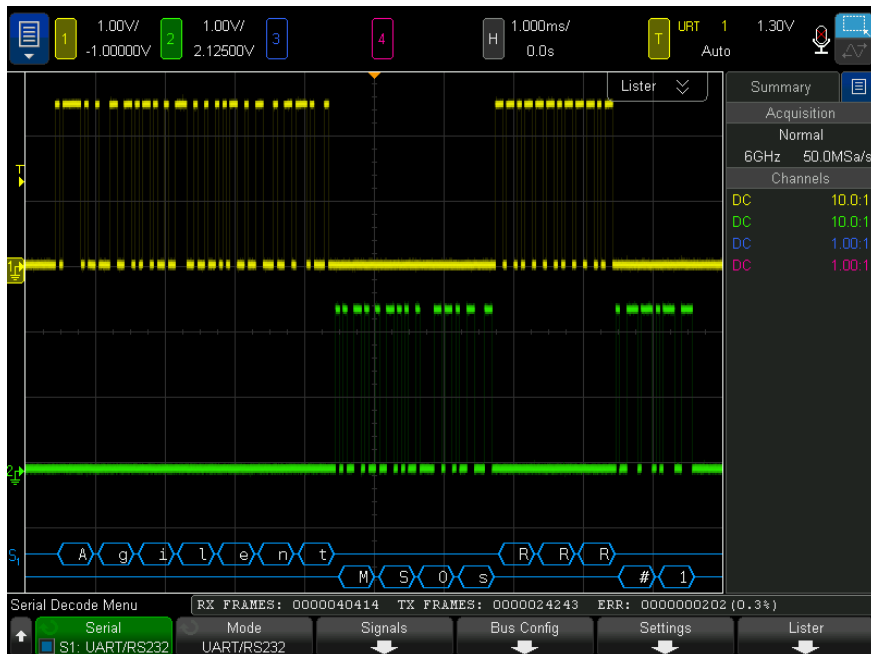 1 1.00V/ 2 1.00V/ 3 4 H 1.000ms/ T URT 1 1.30V
-1.00000V 2.12500V 0.0s Auto
Lister Summary
Acquisition
Normal
6GHz 50.0MSa/s
Channels
DC 10.0:1
DC 10.0:1
DC 1.00:1
DC 1.00:1
T
1
2
S1 A g i l e n t R R R
M S O s # 1
Serial Decode Menu RX FRAMES: 0000040414 TX FRAMES: 0000024243 ERR: 0000000202 (0.3%)
Serial Mode Signals Bus Config Settings Lister
S1: UART/RS232 UART/RS232